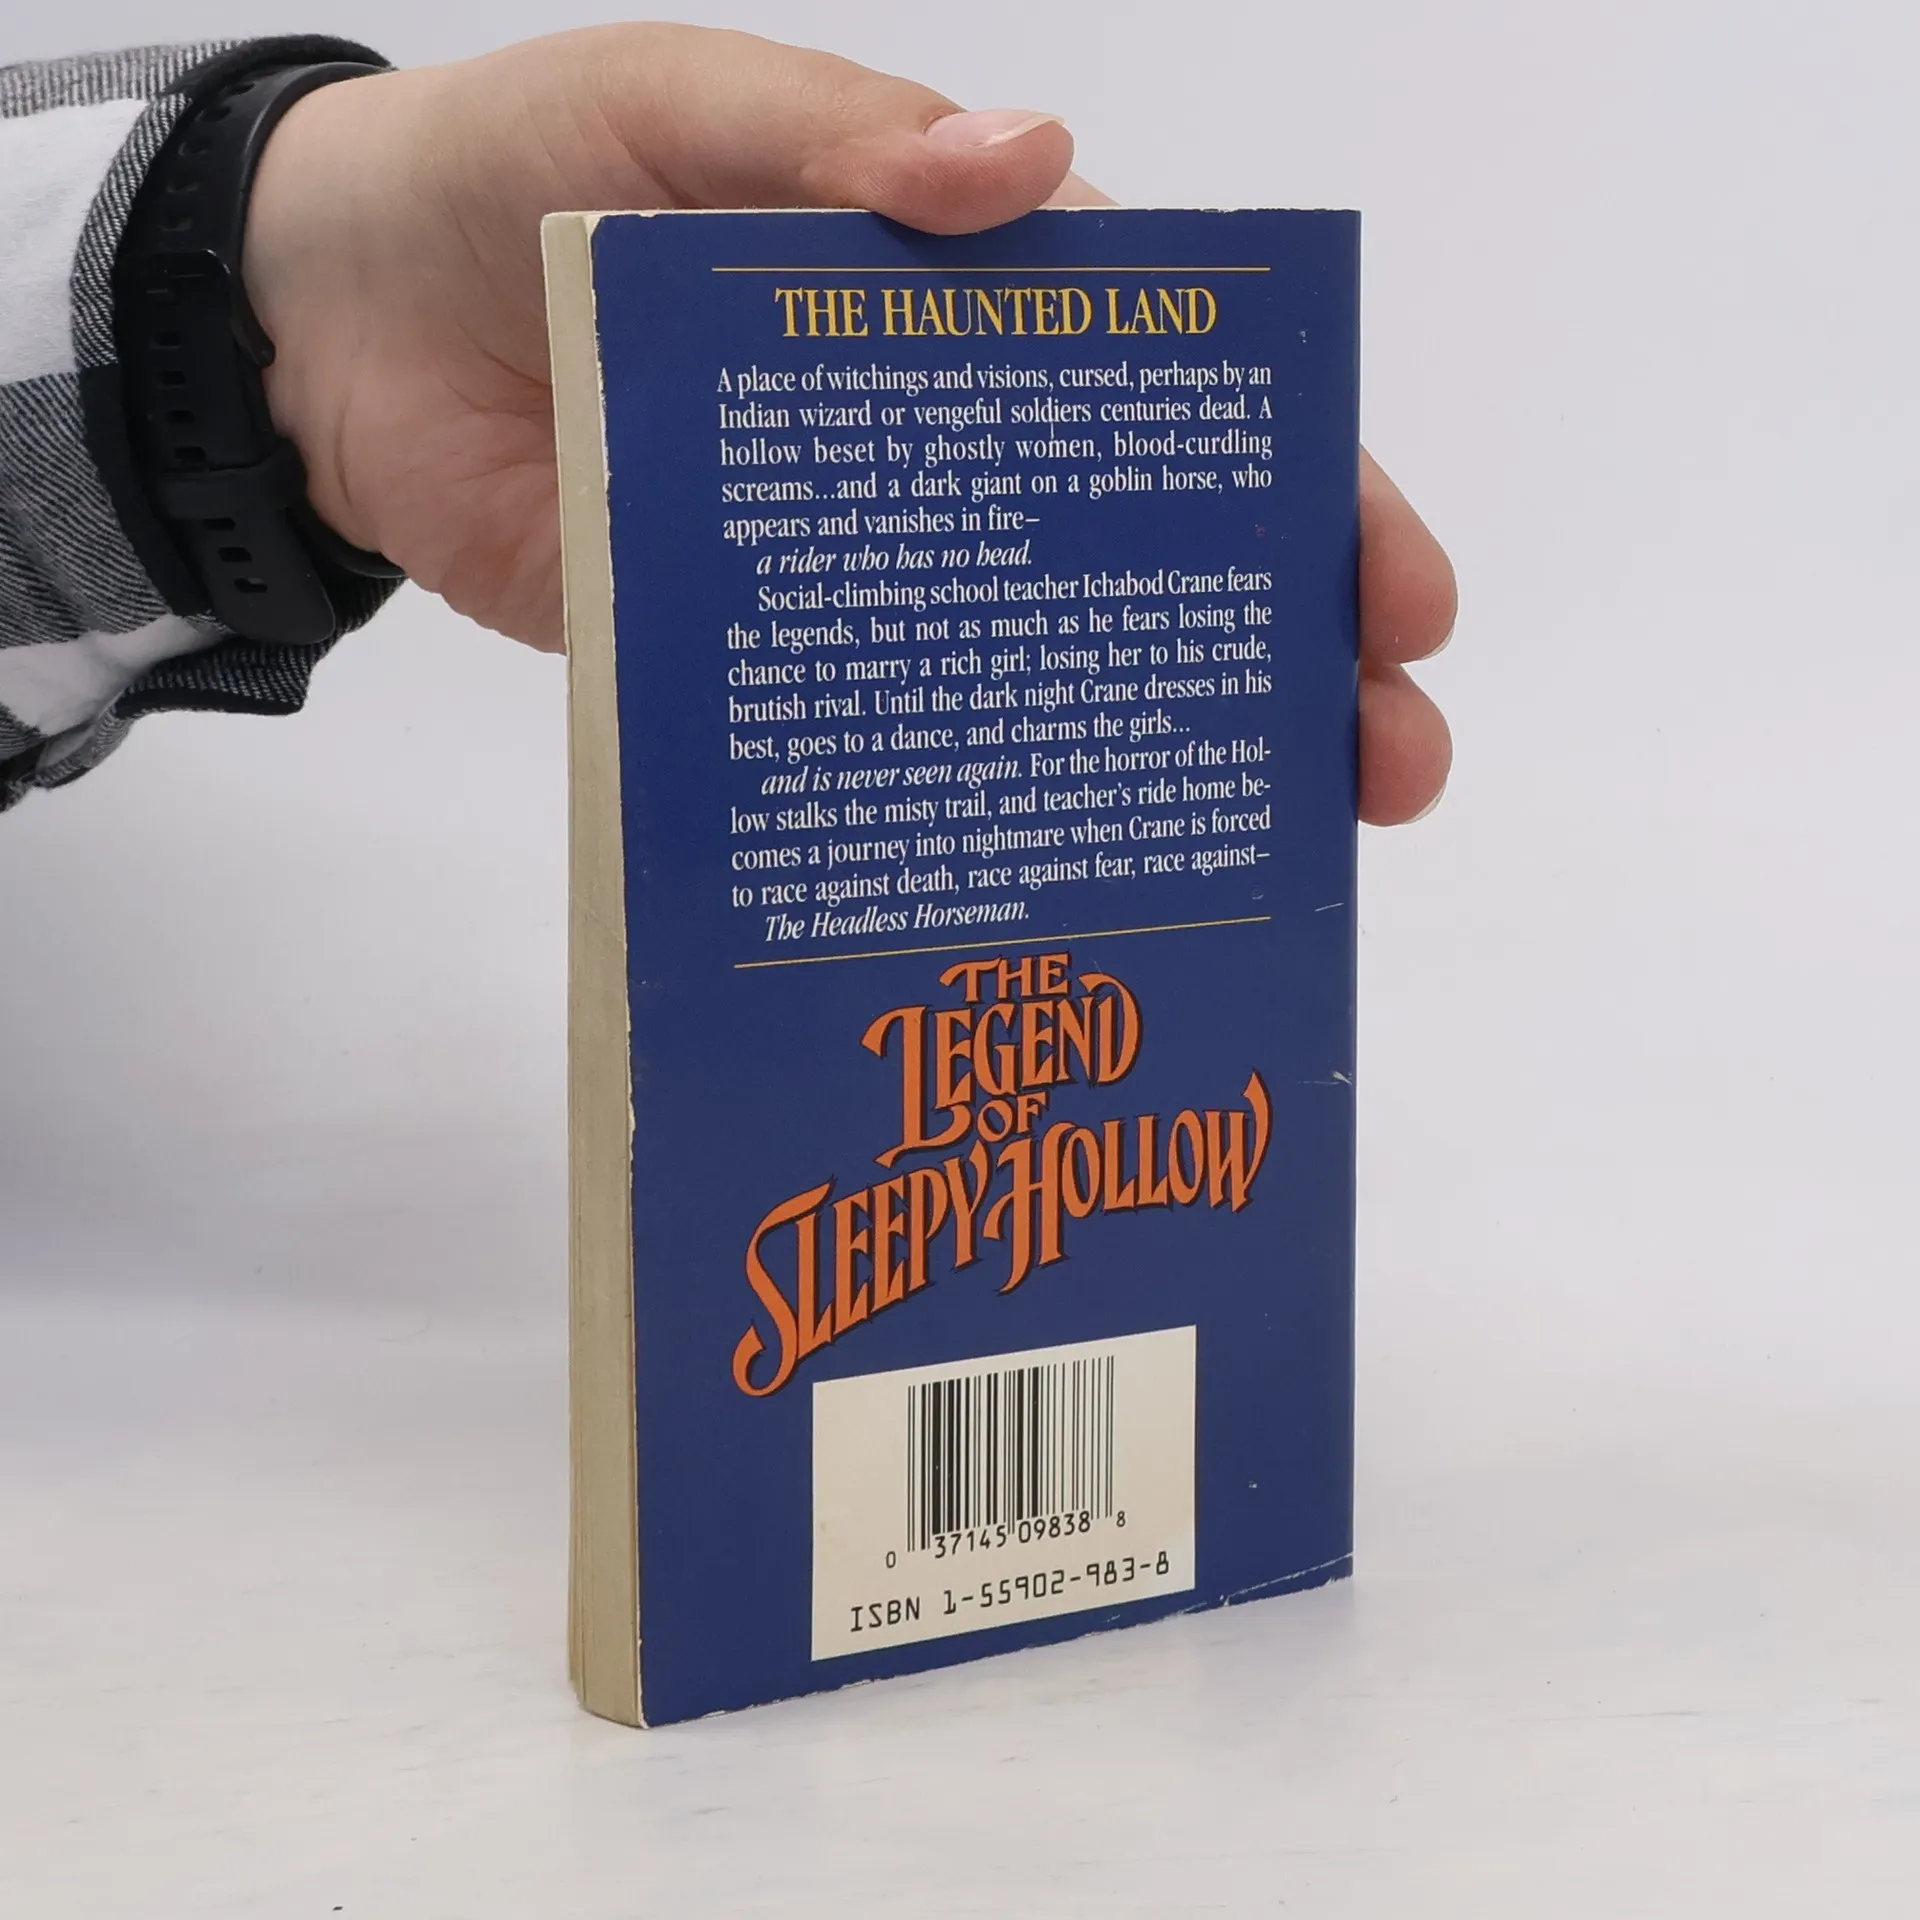 THE HAUNTED LAND
A place of witchings and visions, cursed, perhaps by an
Indian wizard or vengeful soldiers centuries dead. A
hollow beset by ghostly women, blood-curdling
screams...and a dark giant on a goblin horse, who
appears and vanishes in fire–
a rider who has no head.
Social-climbing school teacher Ichabod Crane fears
the legends, but not as much as he fears losing the
chance to marry a rich girl; losing her to his crude,
brutish rival. Until the dark night Crane dresses in his
best, goes to a dance, and charms the girls...
and is never seen again. For the horror of the Hol-
low stalks the misty trail, and teacher's ride home be-
comes a journey into nightmare when Crane is forced
to race against death, race against fear, race against–
The Headless Horseman.
THE
LEGEND
OF
SLEEPY HOLLOW
0 37145 09838 8
ISBN 1-55902-983-8